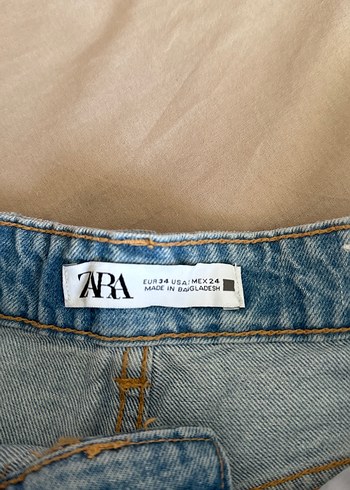 ZARA
EUR 34 USA MEX 24
MADE IN BANGLADESH